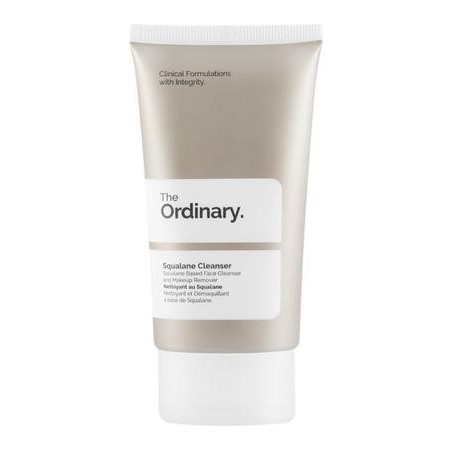 Clinical Formulations
with Integrity.
The
Ordinary.
Squalane Cleanser
Squalane Based Face Cleanser
and Makeup Remover
Nettoyant au Squalane
Nettoyant et Démaquillant
à base de Squalane